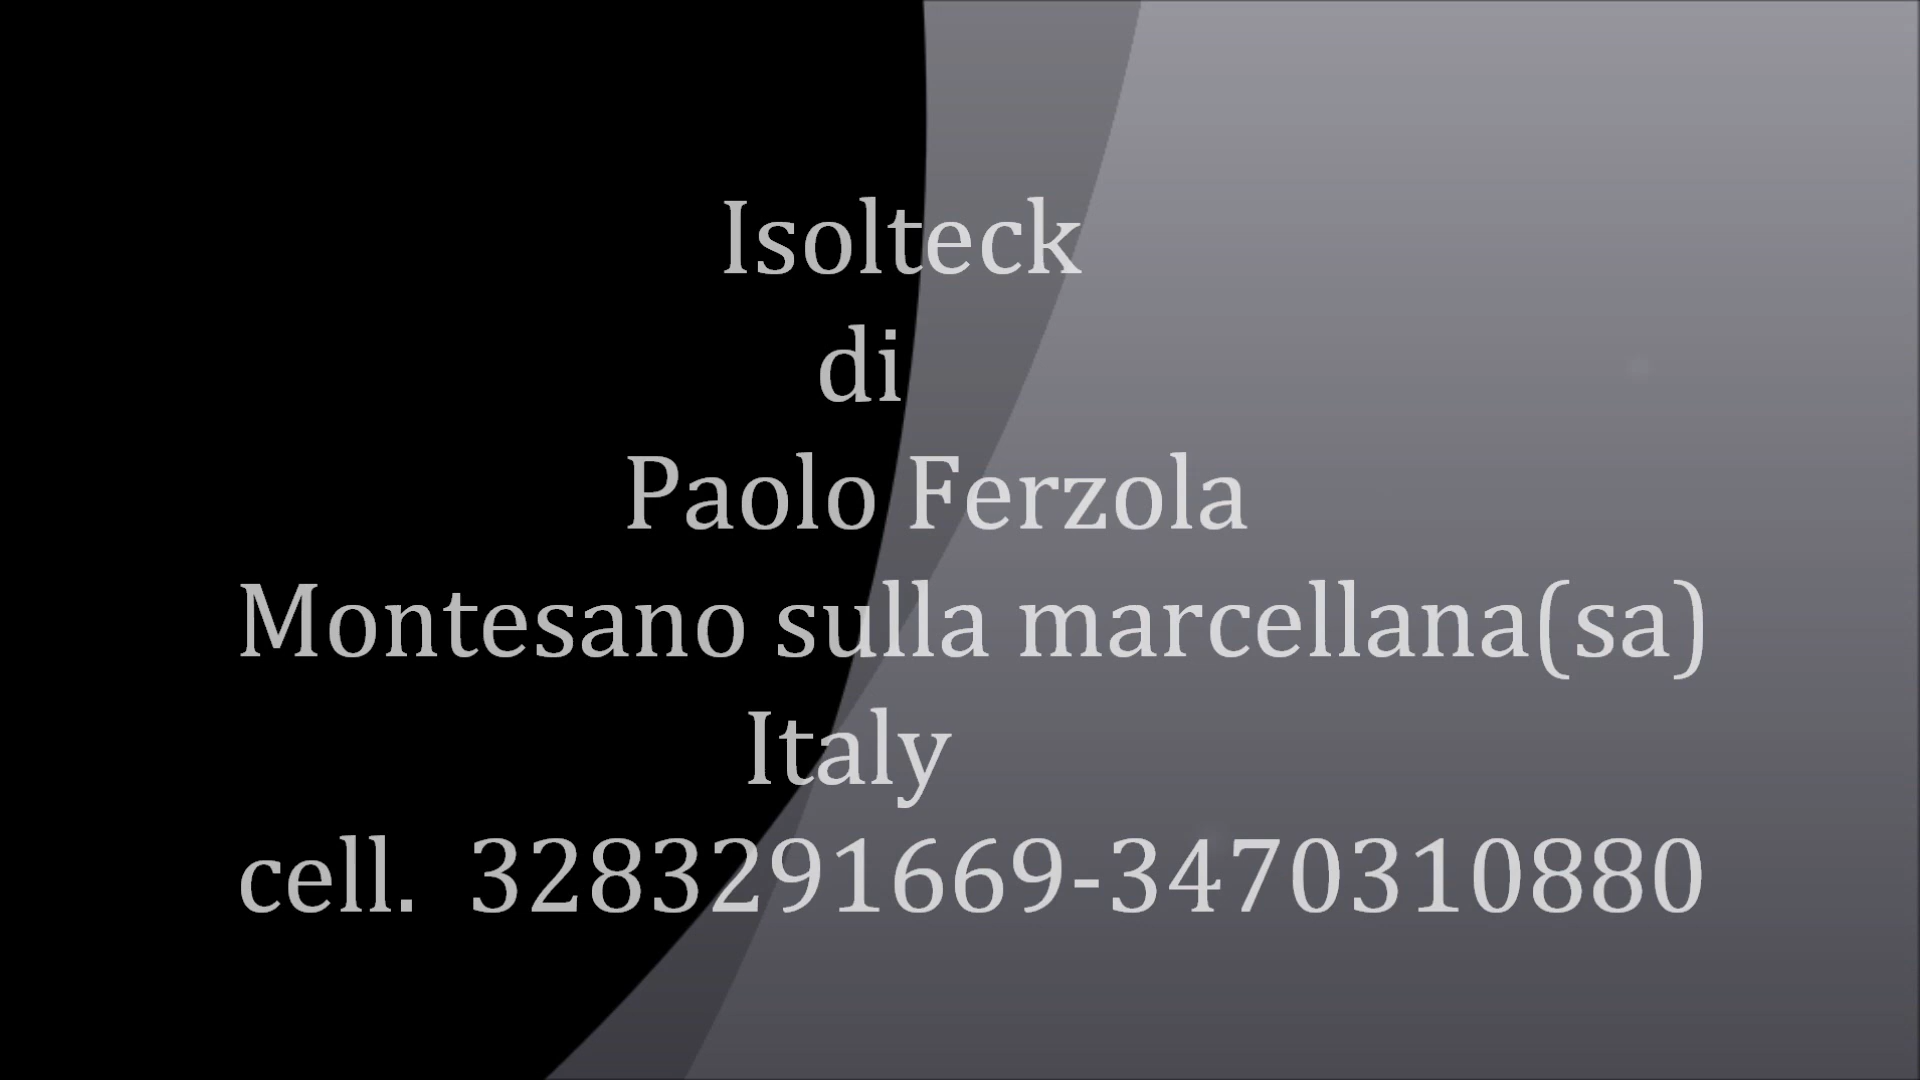 Isolteck
di
Paolo Ferzola
Montesano sulla marcellana(sa)
Italy
cell.  3283291669-3470310880